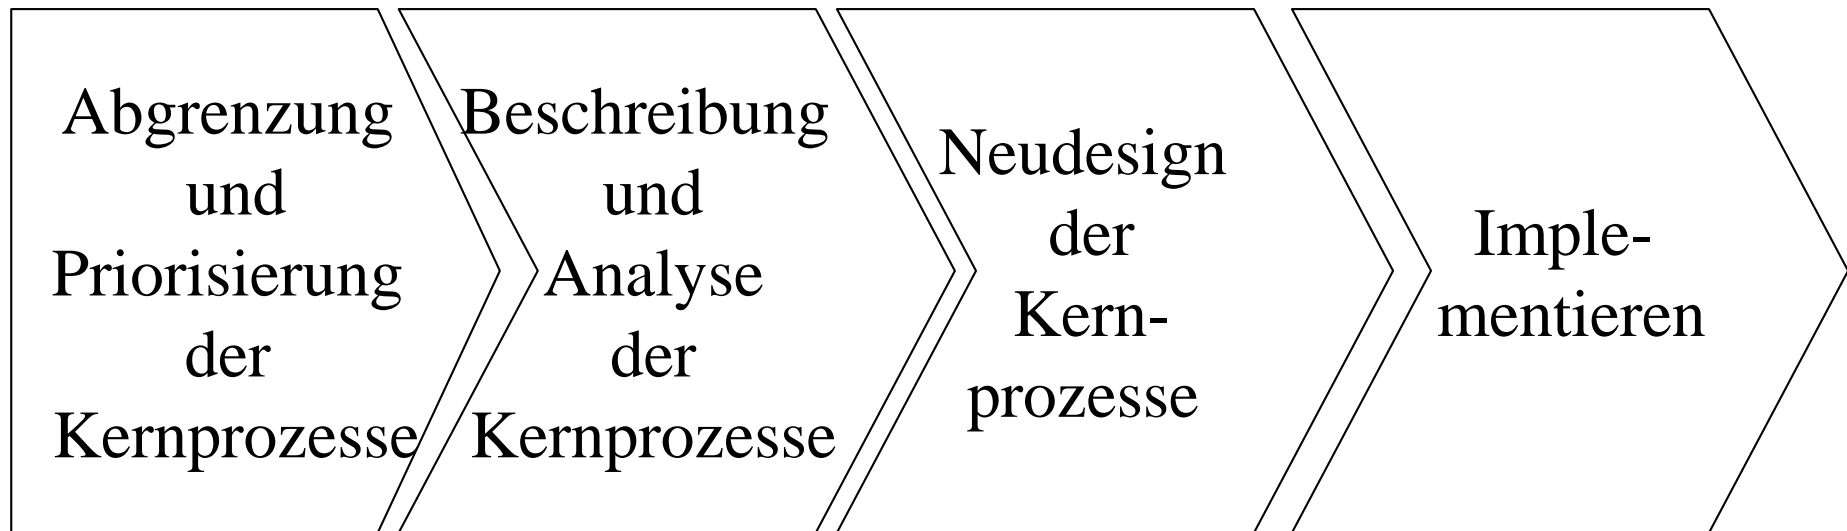 Abgrenzung
und
Priorisierung
der
Kernprozesse
Beschreibung
und
Analyse
der
Kernprozesse
Neudesign
der
Kern-
prozesse
Imple-
mentieren